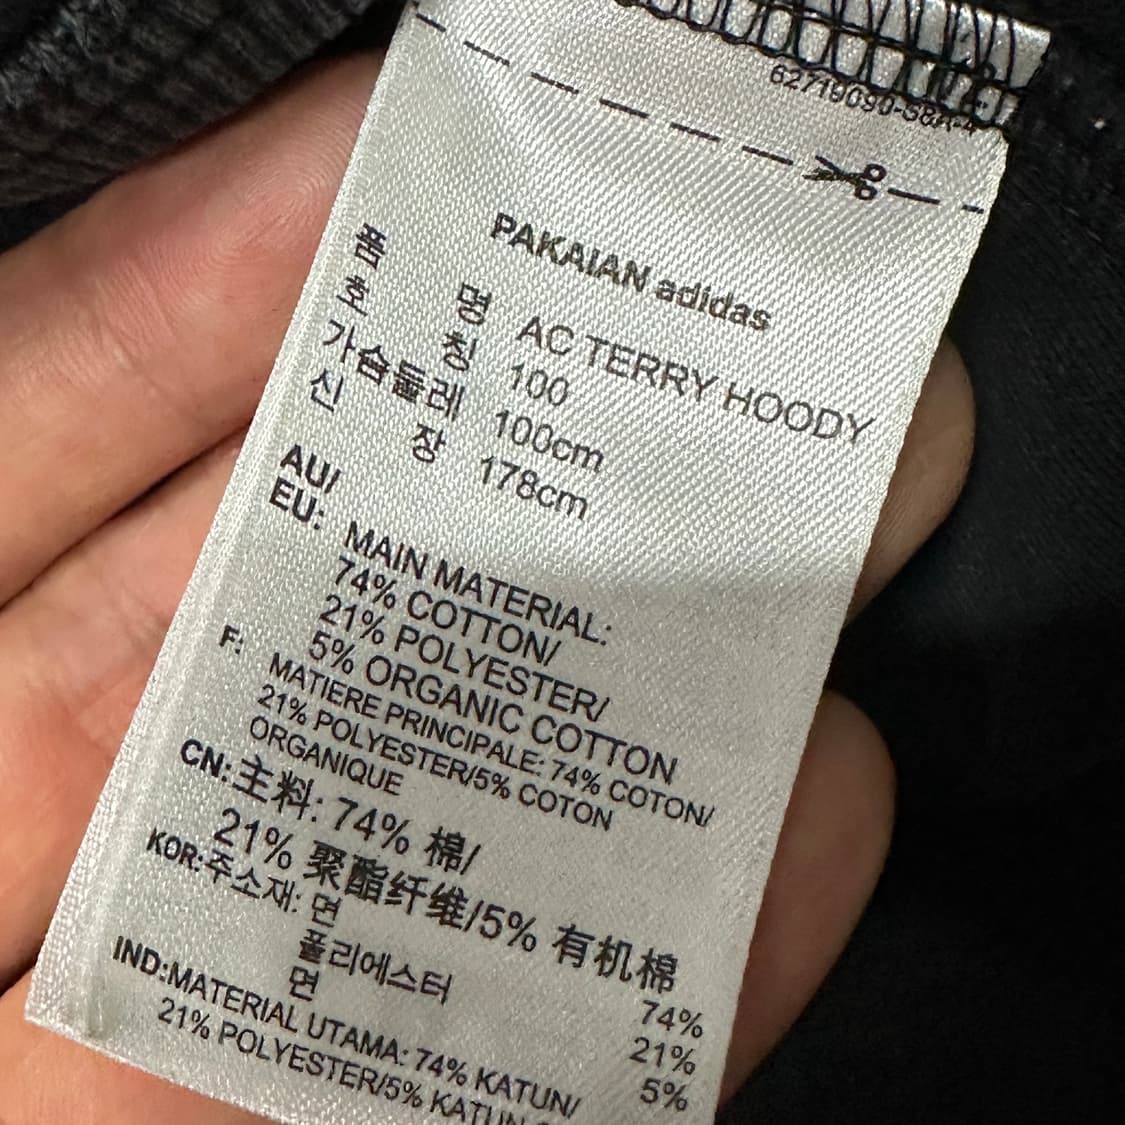 62719090-S8A-4
PAKAIAN adidas
품 명 AC TERRY HOODY
호 칭 100
가슴둘레 100cm
신 장 178cm
AU/
EU: MAIN MATERIAL:
74% COTTON/
21% POLYESTER/
5% ORGANIC COTTON
F: MATIERE PRINCIPALE: 74% COTON/
21% POLYESTER/5% COTON
ORGANIQUE
CN: 主料: 74% 棉/
21% 聚酯纤维/5% 有机棉
KOR: 주소재: 면 74%
폴리에스터 21%
면 5%
IND:MATERIAL UTAMA: 74% KATUN/
21% POLYESTER/5% KATUN